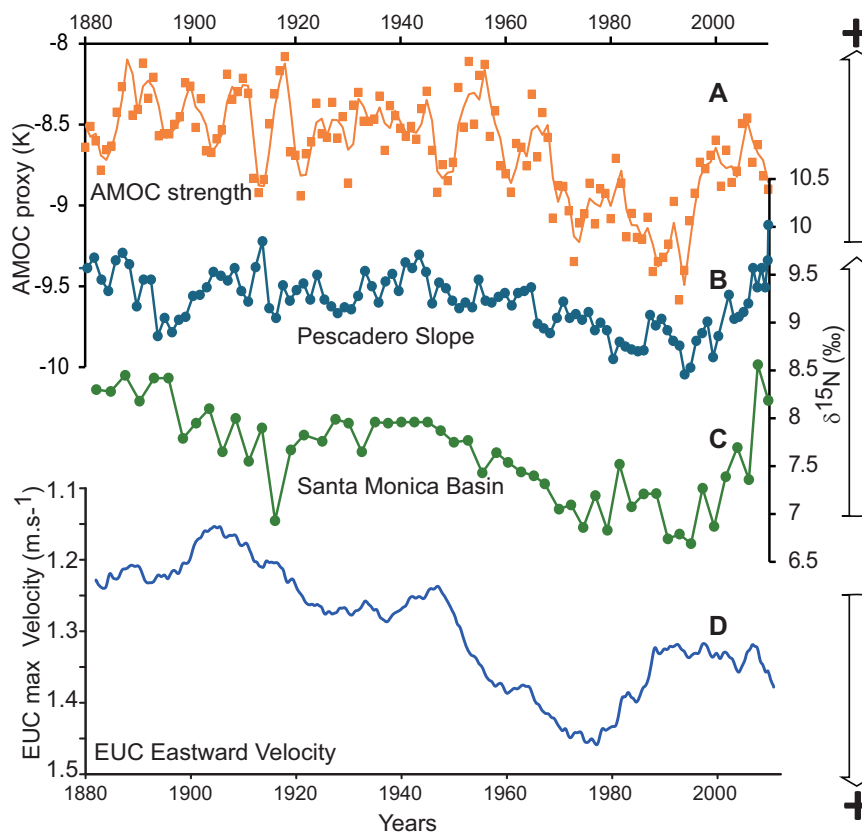 1880 1900 1920 1940 1960 1980 2000
+
-8
-8.5
-9
-9.5
-10
AMOC proxy (K)
A
AMOC strength
10.5
10
9.5
9
8.5
8
7.5
7
6.5
δ15N (‰)
B
Pescadero Slope
C
Santa Monica Basin
1.1
1.2
1.3
1.4
1.5
EUC max Velocity (m.s-1)
D
EUC Eastward Velocity
1880 1900 1920 1940 1960 1980 2000
Years
+